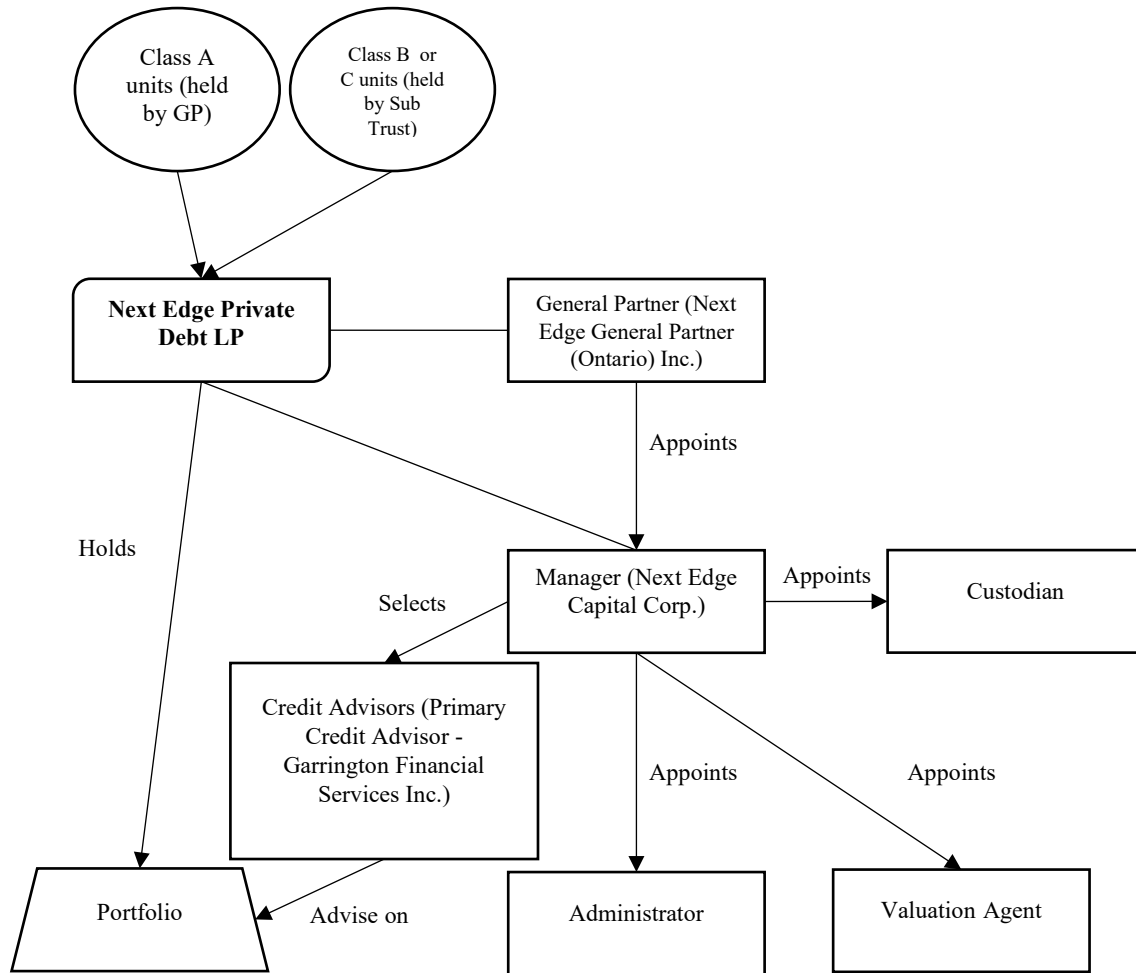 Class A
units (held
by GP)
Class B or
C units (held
by Sub
Trust)
Next Edge Private
Debt LP
General Partner (Next
Edge General Partner
(Ontario) Inc.)
Appoints
Holds
Manager (Next Edge
Capital Corp.)
Appoints
Custodian
Selects
Credit Advisors (Primary
Credit Advisor -
Garrington Financial
Services Inc.)
Appoints
Appoints
Portfolio
Advise on
Administrator
Valuation Agent